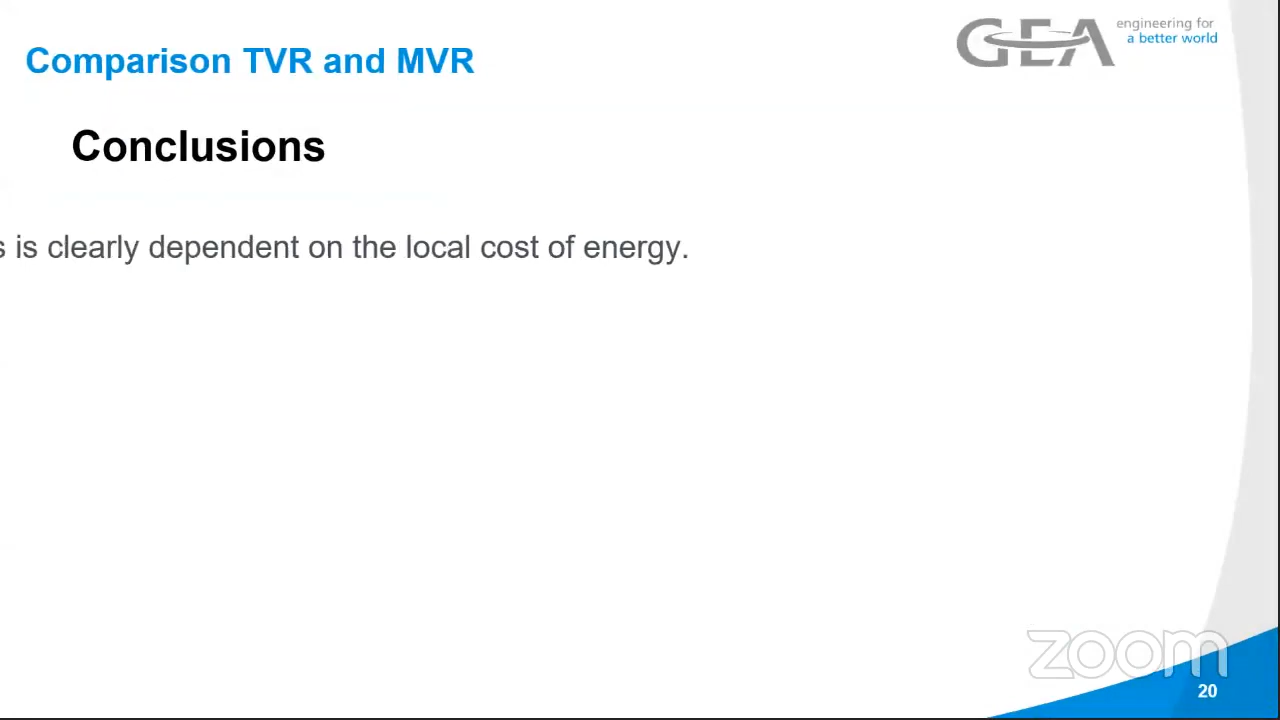 GEA
engineering for
a better world
Comparison TVR and MVR
Conclusions
s is clearly dependent on the local cost of energy.
zoom
20